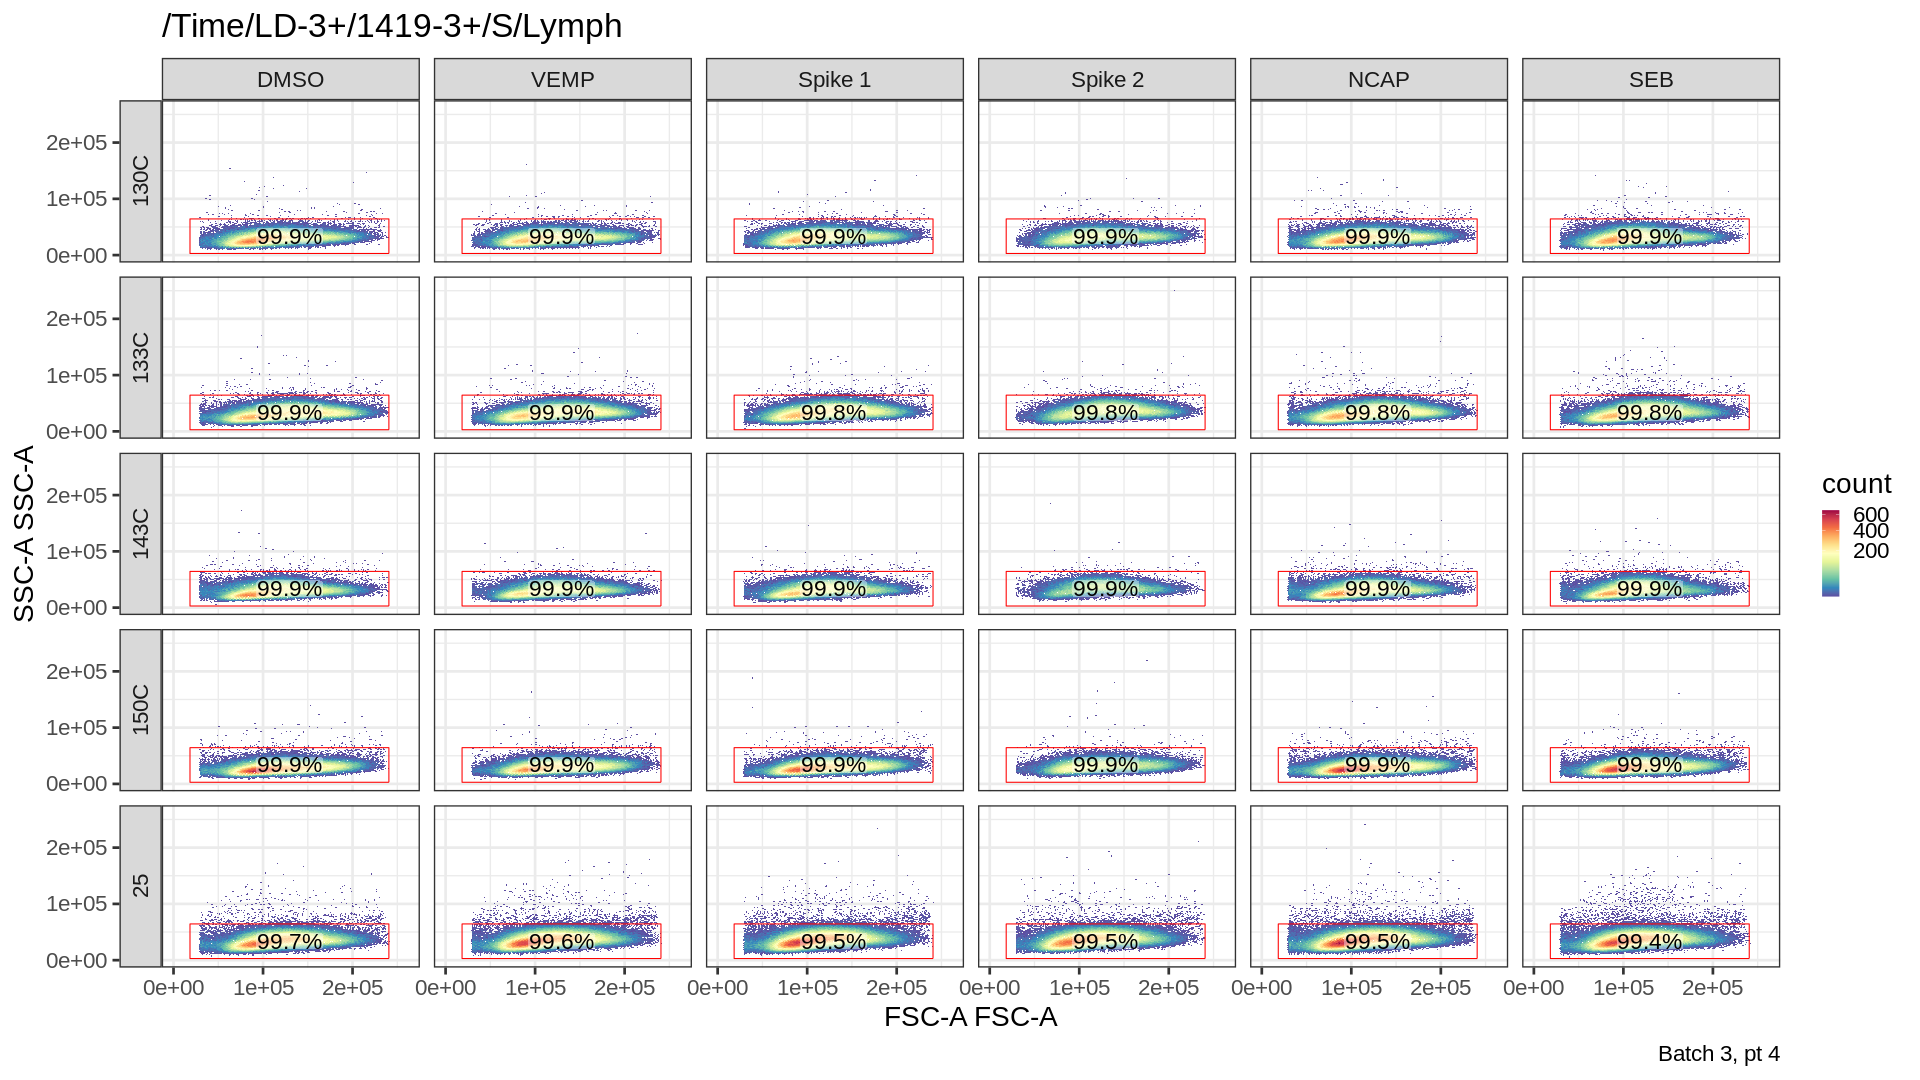 /Time/LD-3+/1419-3+/S/Lymph
DMSO VEMP Spike 1 Spike 2 NCAP SEB
130C
2e+05
1e+05
0e+00
99.9% 99.9% 99.9% 99.9% 99.9% 99.9%
133C
2e+05
1e+05
0e+00
99.9% 99.9% 99.8% 99.8% 99.8% 99.8%
143C
2e+05
1e+05
0e+00
99.9% 99.9% 99.9% 99.9% 99.9% 99.9%
150C
2e+05
1e+05
0e+00
99.9% 99.9% 99.9% 99.9% 99.9% 99.9%
25
2e+05
1e+05
0e+00
99.7% 99.6% 99.5% 99.5% 99.5% 99.4%
0e+00 1e+05 2e+05 0e+00 1e+05 2e+05 0e+00 1e+05 2e+05 0e+00 1e+05 2e+05 0e+00 1e+05 2e+05 0e+00 1e+05 2e+05
FSC-A FSC-A
SSC-A SSC-A
count
600
400
200
Batch 3, pt 4